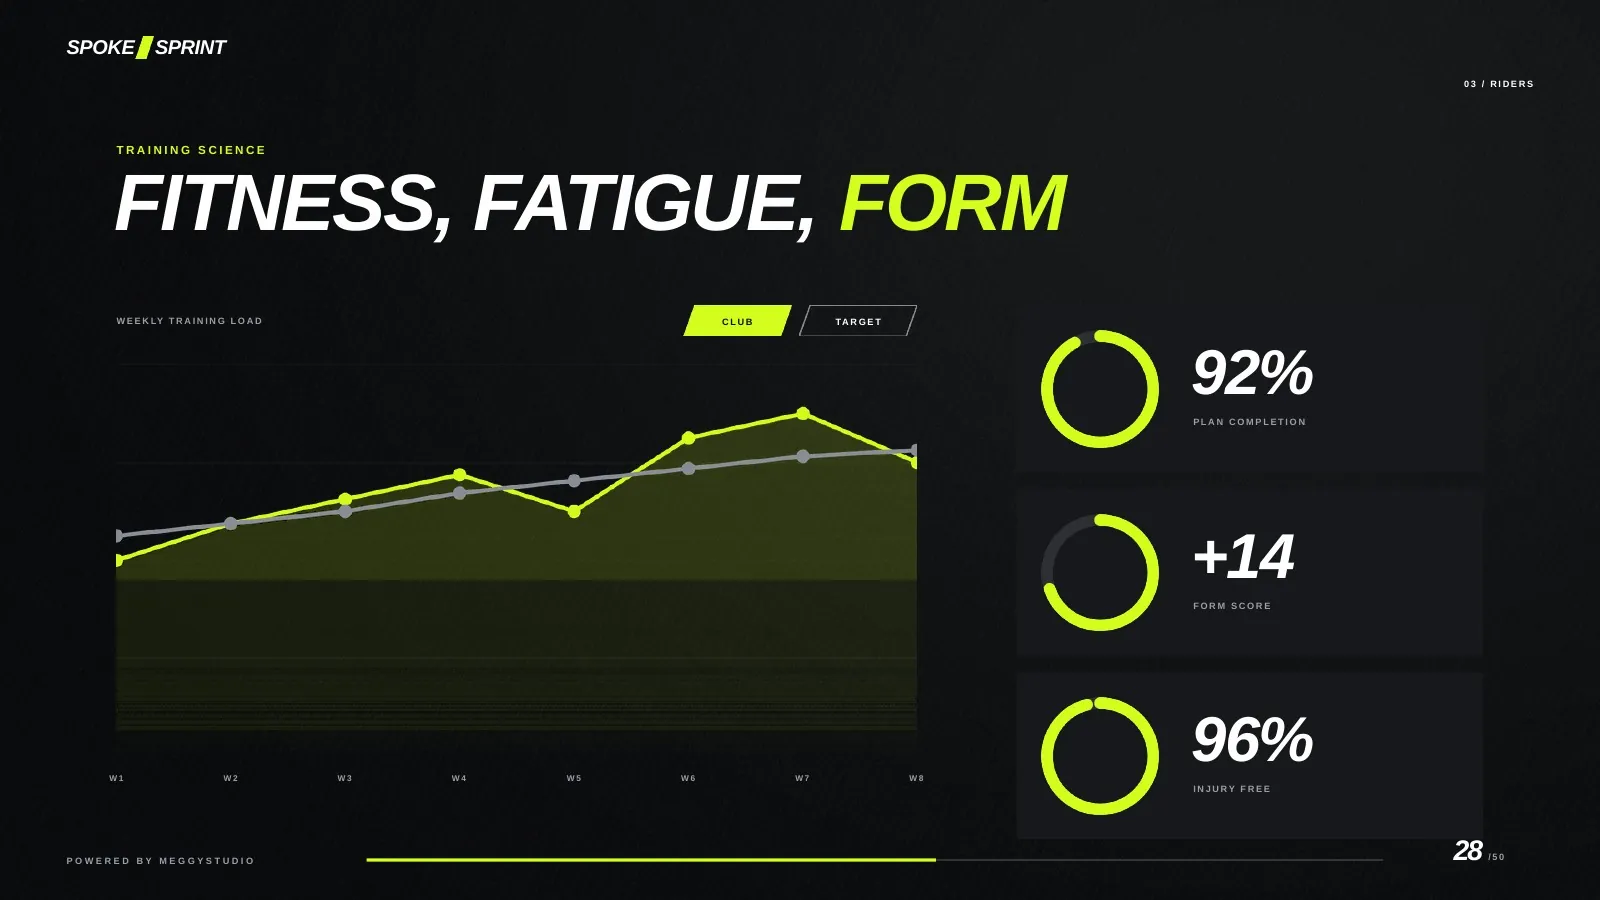 SPOKE SPRINT
03 / RIDERS
TRAINING SCIENCE
FITNESS, FATIGUE, FORM
WEEKLY TRAINING LOAD
CLUB
TARGET
W1 W2 W3 W4 W5 W6 W7 W8
92%
PLAN COMPLETION
+14
FORM SCORE
96%
INJURY FREE
POWERED BY MEGGYSTUDIO
28 /50